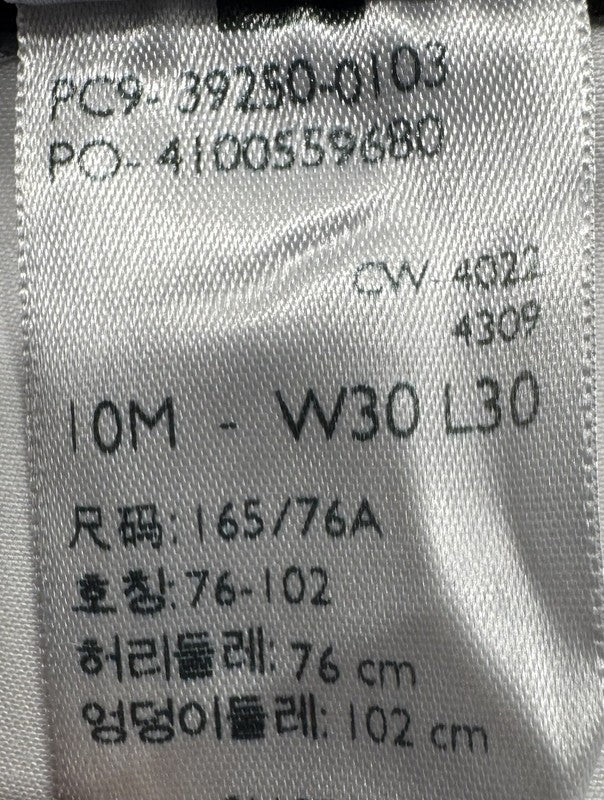 PC9- 39250-0103
PO- 4100559680
CW- 4022
4309
10M - W30 L30
尺码: 165/76A
호칭: 76-102
허리둘레: 76 cm
엉덩이둘레: 102 cm